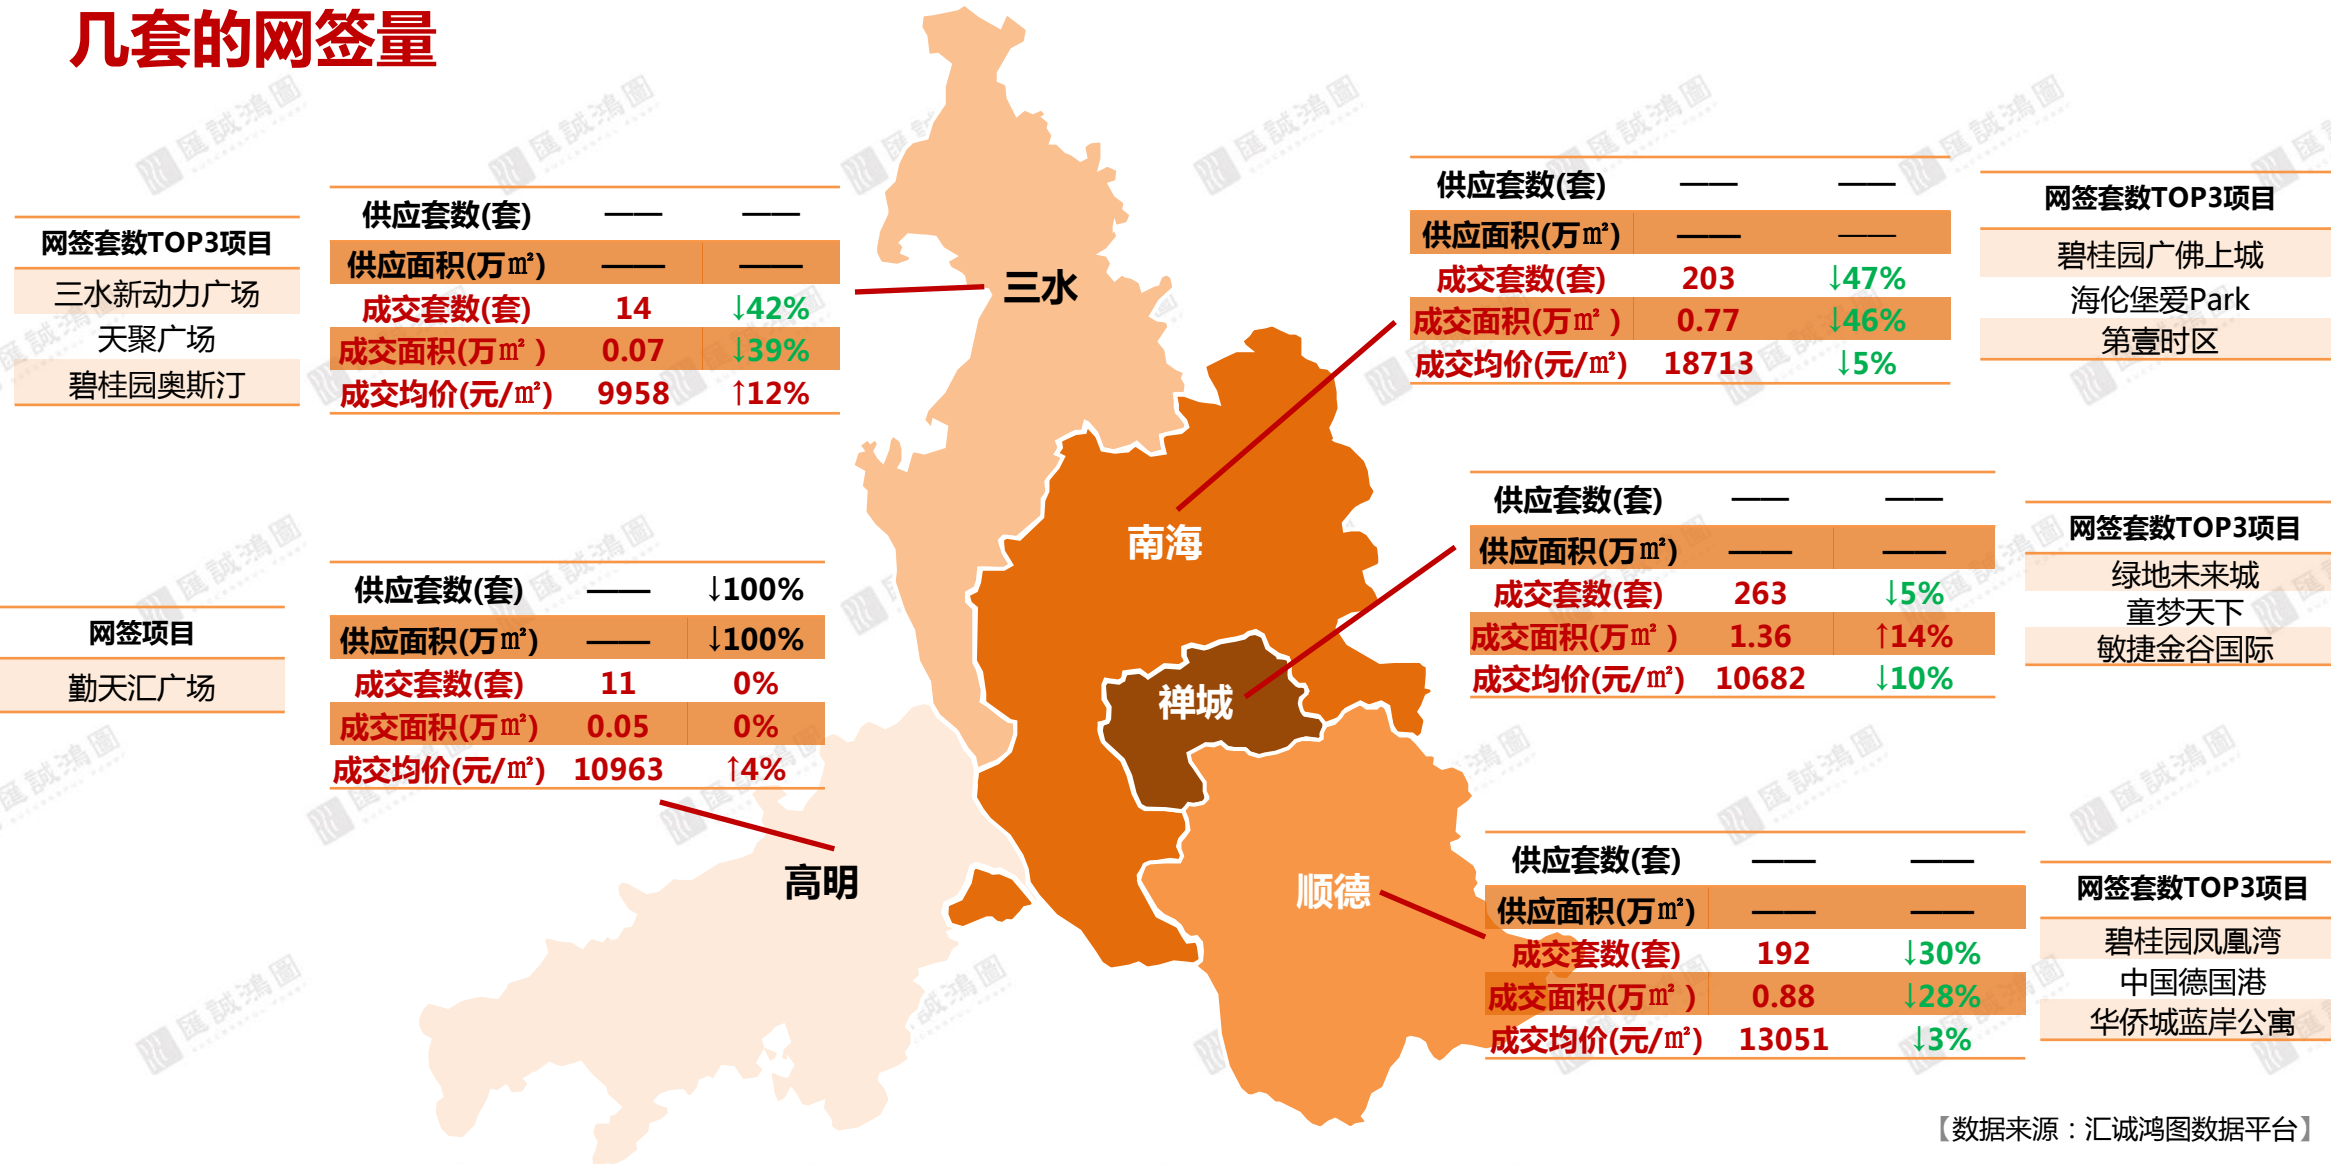 几套的网签量
网签套数TOP3项目
三水新动力广场
天聚广场
碧桂园奥斯汀
供应套数(套) —— ——
供应面积(万㎡) —— ——
成交套数(套) 14 ↓42%
成交面积(万㎡) 0.07 ↓39%
成交均价(元/㎡) 9958 ↑12%
三水
供应套数(套) —— ——
供应面积(万㎡) —— ——
成交套数(套) 203 ↓47%
成交面积(万㎡) 0.77 ↓46%
成交均价(元/㎡) 18713 ↓5%
网签套数TOP3项目
碧桂园广佛上城
海伦堡爱Park
第壹时区
南海
供应套数(套) —— ——
供应面积(万㎡) —— ——
成交套数(套) 263 ↓5%
成交面积(万㎡) 1.36 ↑14%
成交均价(元/㎡) 10682 ↓10%
网签套数TOP3项目
绿地未来城
童梦天下
敏捷金谷国际
禅城
网签项目
勤天汇广场
供应套数(套) —— ↓100%
供应面积(万㎡) —— ↓100%
成交套数(套) 11 0%
成交面积(万㎡) 0.05 0%
成交均价(元/㎡) 10963 ↑4%
高明
顺德
供应套数(套) —— ——
供应面积(万㎡) —— ——
成交套数(套) 192 ↓30%
成交面积(万㎡) 0.88 ↓28%
成交均价(元/㎡) 13051 ↓3%
网签套数TOP3项目
碧桂园凤凰湾
中国德国港
华侨城蓝岸公寓
【数据来源：汇诚鸿图数据平台】
匯誠鴻圖